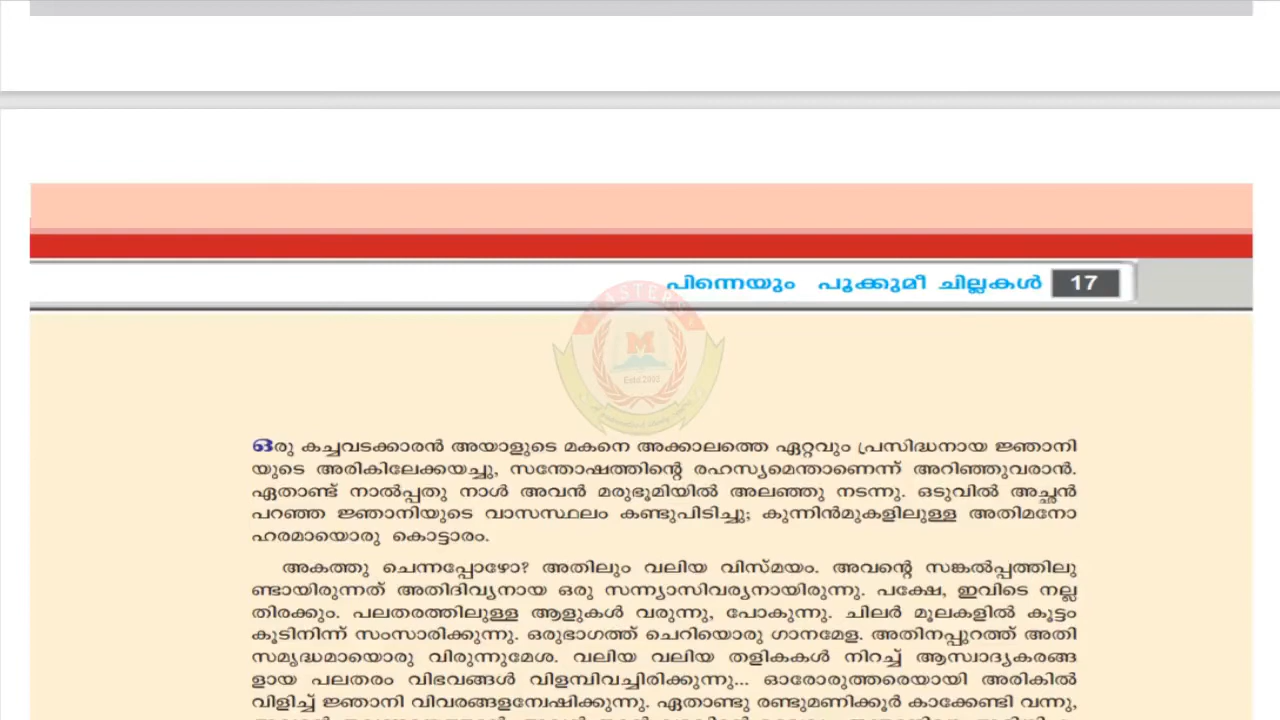 പിന്നെയും പൂക്കുമീ ചില്ലകൾ 17
MASTERS
M
Estd 2002
ഒരു കച്ചവടക്കാരൻ അയാളുടെ മകനെ അക്കാലത്തെ ഏറ്റവും പ്രസിദ്ധനായ ജ്ഞാനി
യുടെ അരികിലേക്കയച്ചു, സന്തോഷത്തിന്റെ രഹസ്യമെന്താണെന്ന് അറിഞ്ഞുവരാൻ.
ഏതാണ്ട് നാൽപ്പതു നാൾ അവൻ മരുഭൂമിയിൽ അലഞ്ഞു നടന്നു. ഒടുവിൽ അച്ഛൻ
പറഞ്ഞ ജ്ഞാനിയുടെ വാസസ്ഥലം കണ്ടുപിടിച്ചു; കുന്നിൻമുകളിലുള്ള അതിമനോ
ഹരമായൊരു കൊട്ടാരം.
അകത്തു ചെന്നപ്പോഴോ? അതിലും വലിയ വിസ്മയം. അവന്റെ സങ്കൽപ്പത്തിലു
ണ്ടായിരുന്നത് അതിദിവ്യനായ ഒരു സന്ന്യാസിവര്യനായിരുന്നു. പക്ഷേ, ഇവിടെ നല്ല
തിരക്കും. പലതരത്തിലുള്ള ആളുകൾ വരുന്നു, പോകുന്നു. ചിലർ മൂലകളിൽ കൂട്ടം
കൂടിനിന്ന് സംസാരിക്കുന്നു. ഒരുഭാഗത്ത് ചെറിയൊരു ഗാനമേള. അതിനപ്പുറത്ത് അതി
സമൃദ്ധമായൊരു വിരുന്നുമേശ. വലിയ വലിയ തളികകൾ നിറച്ച് ആസ്വാദ്യകരങ്ങ
ളായ പലതരം വിഭവങ്ങൾ വിളമ്പിവച്ചിരിക്കുന്നു... ഓരോരുത്തരെയായി അരികിൽ
വിളിച്ച് ജ്ഞാനി വിവരങ്ങളന്വേഷിക്കുന്നു. ഏതാണ്ടു രണ്ടുമണിക്കൂർ കാക്കേണ്ടി വന്നു,